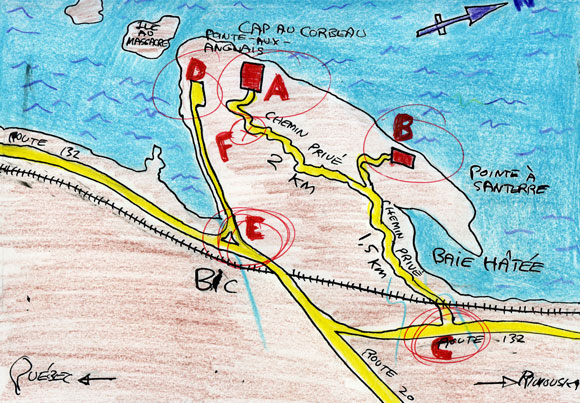 N
ÎLE
AU
MASSACRE
CAP AU CORBEAU
POINTE-AUX-
ANGLAIS
D
A
B
F
CHEMIN PRIVÉ
2 KM
POINTE À
SANTERRE
ROUTE 132
E
BIC
CHEMIN PRIVÉ
1,5 KM
BAIE HÂTÉE
C
ROUTE 132
ROUTE
20
QUÉBEC
RIMOUSKI